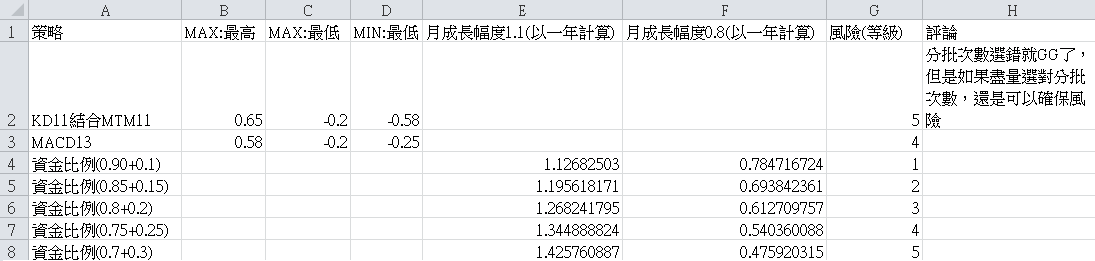 A B C D E F G H
1 策略 MAX:最高 MAX:最低 MIN:最低 月成長幅度1.1(以一年計算) 月成長幅度0.8(以一年計算) 風險(等級) 評論
分批次數選錯就GG了，
但是如果盡量選對分批
次數，還是可以確保風
2 KD11結合MTM11 0.65 -0.2 -0.58 5 險
3 MACD13 0.58 -0.2 -0.25 4
4 資金比例(0.90+0.1) 1.12682503 0.784716724 1
5 資金比例(0.85+0.15) 1.195618171 0.693842361 2
6 資金比例(0.8+0.2) 1.268241795 0.612709757 3
7 資金比例(0.75+0.25) 1.344888824 0.540360088 4
8 資金比例(0.7+0.3) 1.425760887 0.475920315 5